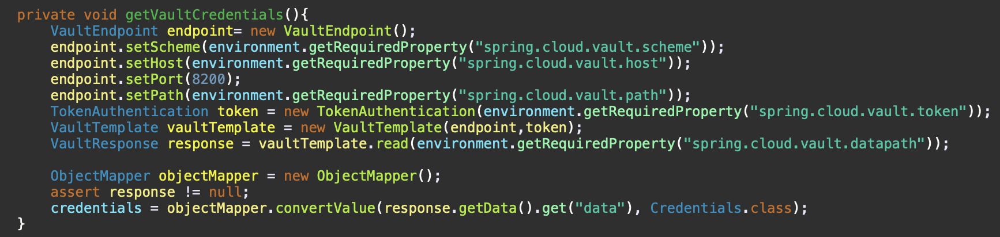 private void getVaultCredentials(){
    VaultEndpoint endpoint= new VaultEndpoint();
    endpoint.setScheme(environment.getRequiredProperty("spring.cloud.vault.scheme"));
    endpoint.setHost(environment.getRequiredProperty("spring.cloud.vault.host"));
    endpoint.setPort(8200);
    endpoint.setPath(environment.getRequiredProperty("spring.cloud.vault.path"));
    TokenAuthentication token = new TokenAuthentication(environment.getRequiredProperty("spring.cloud.vault.token"));
    VaultTemplate vaultTemplate = new VaultTemplate(endpoint,token);
    VaultResponse response = vaultTemplate.read(environment.getRequiredProperty("spring.cloud.vault.datapath"));

    ObjectMapper objectMapper = new ObjectMapper();
    assert response != null;
    credentials = objectMapper.convertValue(response.getData().get("data"), Credentials.class);
}